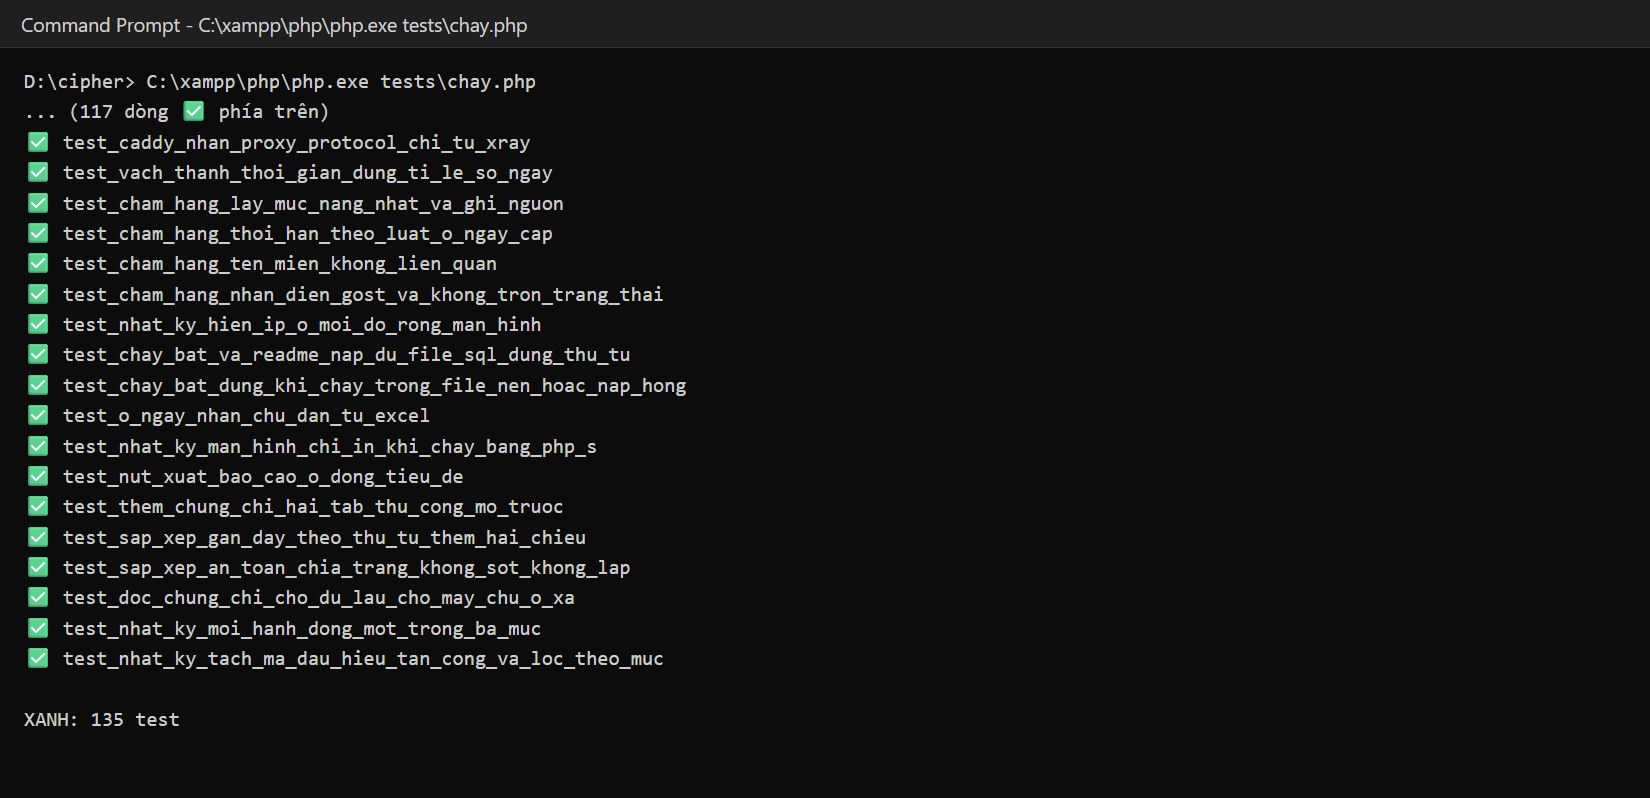 Command Prompt - C:\xampp\php\php.exe tests\chay.php
D:\cipher> C:\xampp\php\php.exe tests\chay.php
... (117 dòng ✅ phía trên)
✅ test_caddy_nhan_proxy_protocol_chi_tu_xray
✅ test_vach_thanh_thoi_gian_dung_ti_le_so_ngay
✅ test_cham_hang_lay_muc_nang_nhat_va_ghi_nguon
✅ test_cham_hang_thoi_han_theo_luat_o_ngay_cap
✅ test_cham_hang_ten_mien_khong_lien_quan
✅ test_cham_hang_nhan_dien_gost_va_khong_tron_trang_thai
✅ test_nhat_ky_hien_ip_o_moi_do_rong_man_hinh
✅ test_chay_bat_va_readme_nap_du_file_sql_dung_thu_tu
✅ test_chay_bat_dung_khi_chay_trong_file_nen_hoac_nap_hong
✅ test_o_ngay_nhan_chu_dan_tu_excel
✅ test_nhat_ky_man_hinh_chi_in_khi_chay_bang_php_s
✅ test_nut_xuat_bao_cao_o_dong_tieu_de
✅ test_them_chung_chi_hai_tab_thu_cong_mo_truoc
✅ test_sap_xep_gan_day_theo_thu_tu_them_hai_chieu
✅ test_sap_xep_an_toan_chia_trang_khong_sot_khong_lap
✅ test_doc_chung_chi_cho_du_lau_cho_may_chu_o_xa
✅ test_nhat_ky_moi_hanh_dong_mot_trong_ba_muc
✅ test_nhat_ky_tach_ma_dau_hieu_tan_cong_va_loc_theo_muc
XANH: 135 test